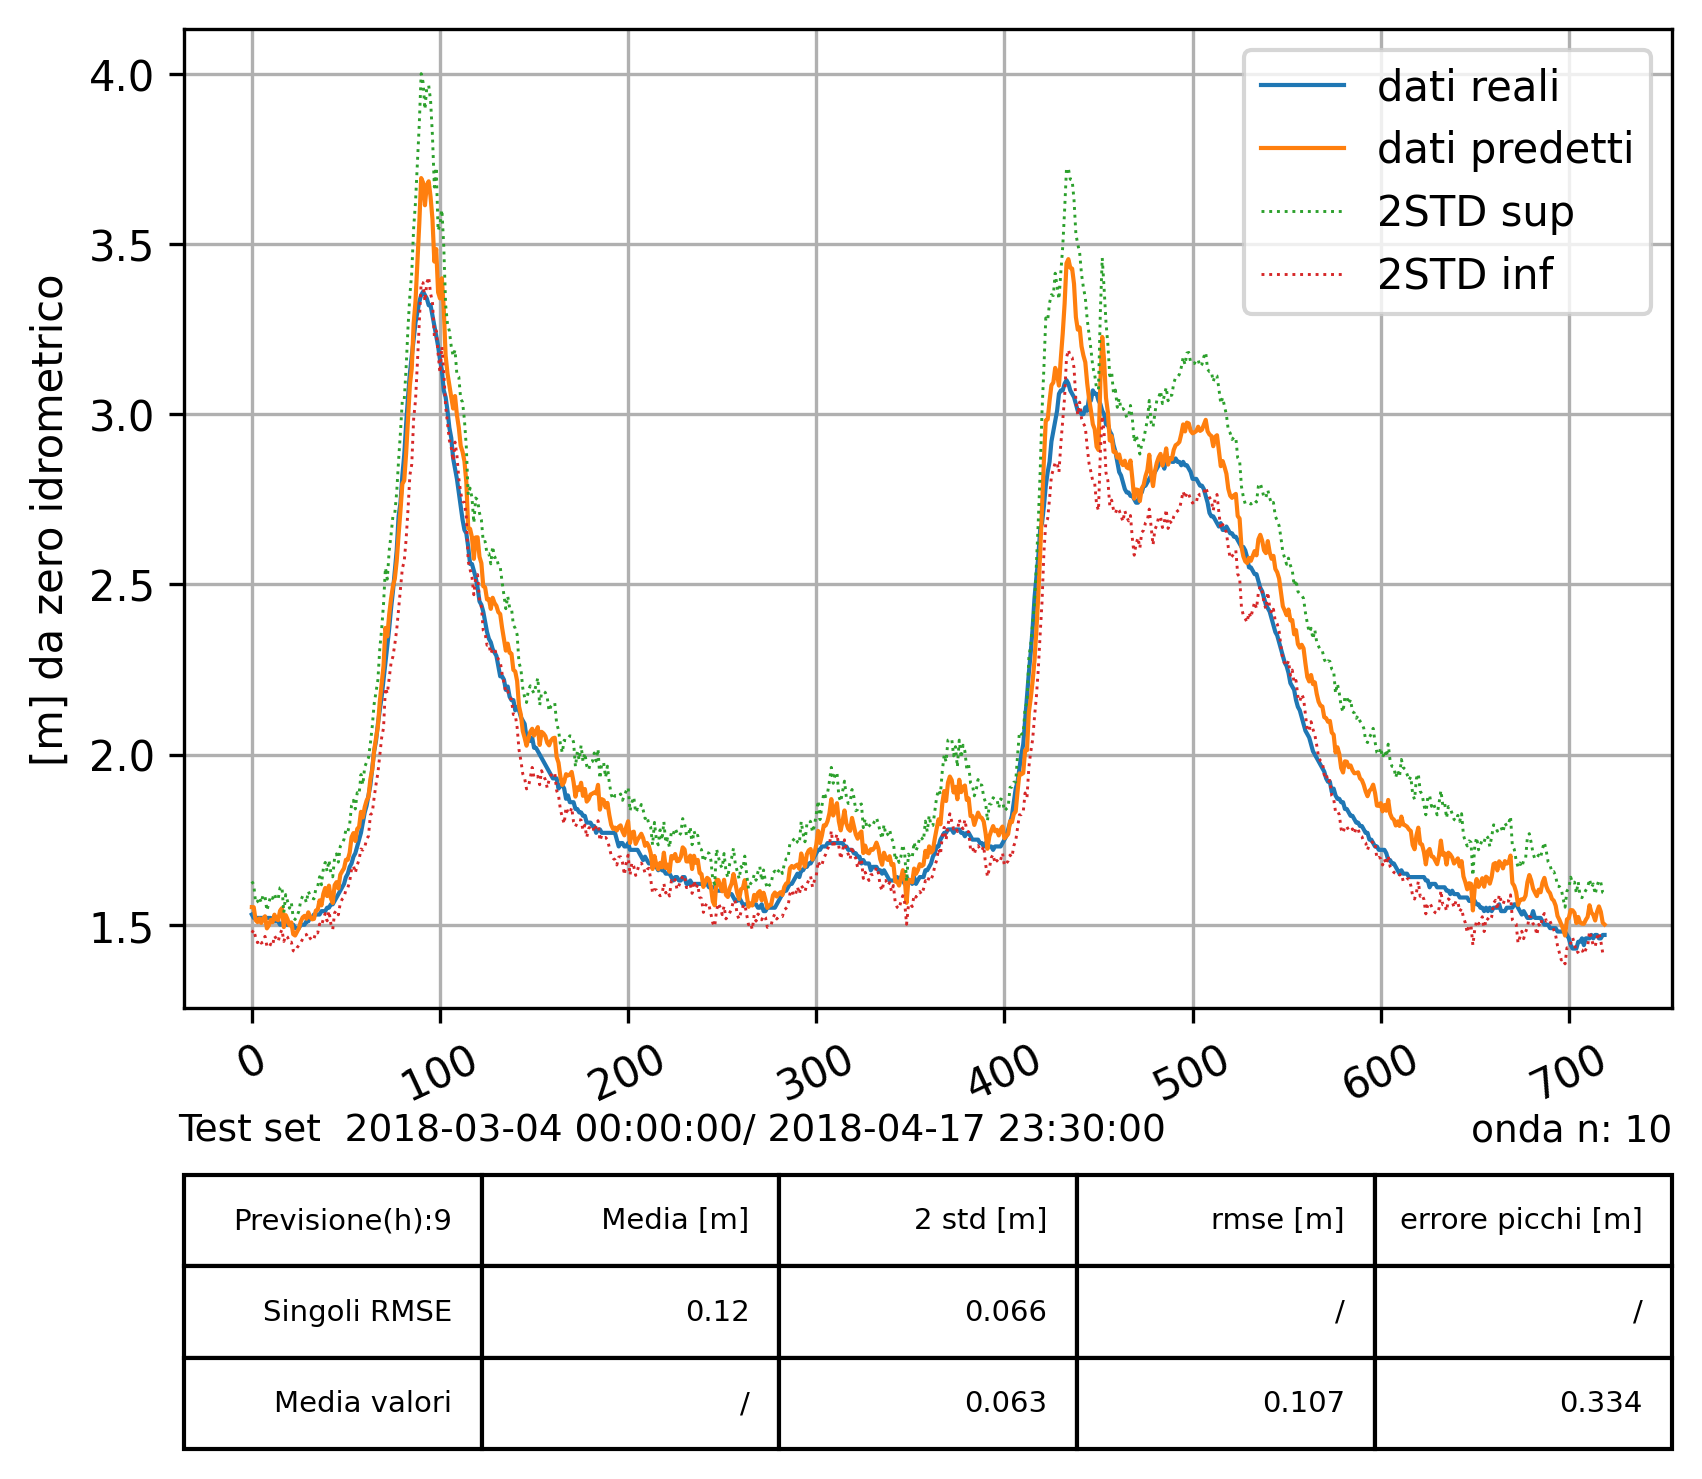 4.0
3.5
3.0
2.5
2.0
1.5
[m] da zero idrometrico
dati reali
dati predetti
2STD sup
2STD inf
0 100 200 300 400 500 600 700
Test set 2018-03-04 00:00:00/ 2018-04-17 23:30:00 onda n: 10
Previsione(h):9 Media [m] 2 std [m] rmse [m] errore picchi [m]
Singoli RMSE 0.12 0.066 / /
Media valori / 0.063 0.107 0.334